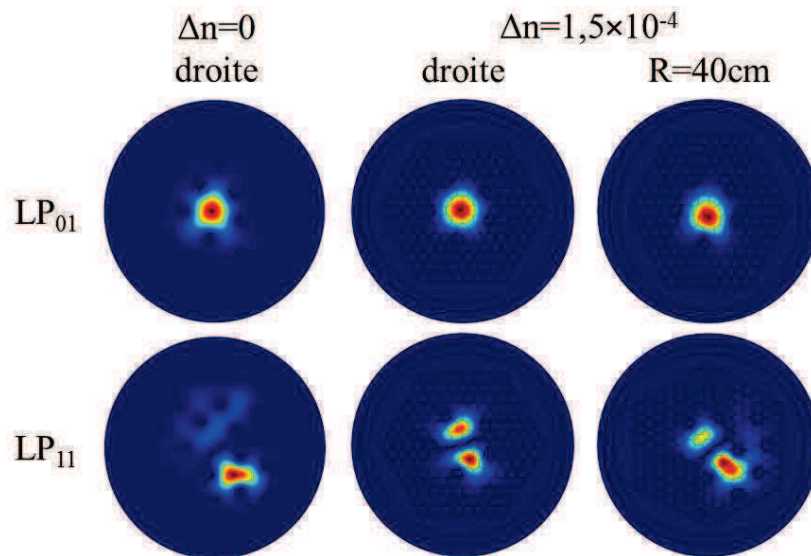 Δn=0 Δn=1,5×10⁻⁴
droite droite R=40cm
LP₀₁
LP₁₁